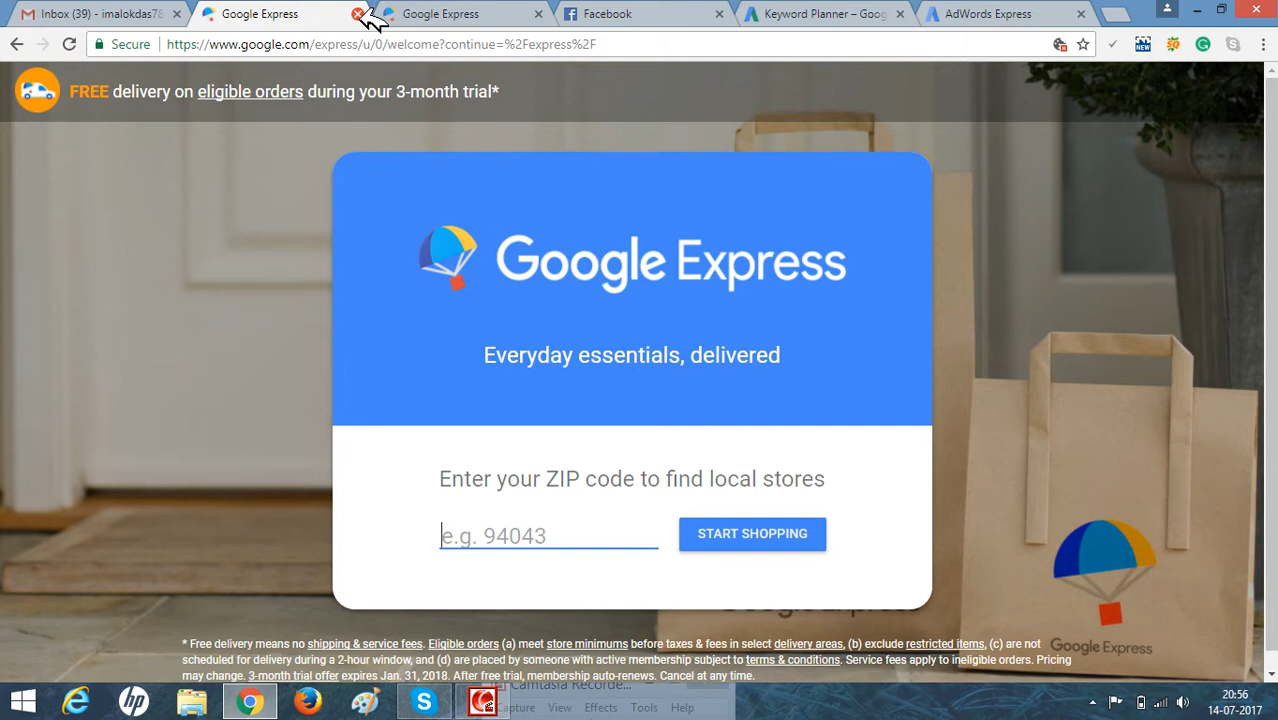 Inbox (39) - imalokdas78
Google Express
Google Express
Facebook
Keyword Planner – Goog
AdWords Express
Secure
https://www.google.com/express/u/0/welcome?continue=%2Fexpress%2F
NEW
FREE delivery on eligible orders during your 3-month trial*
Google Express
Everyday essentials, delivered
Enter your ZIP code to find local stores
e.g. 94043
START SHOPPING
Google Express
* Free delivery means no shipping & service fees. Eligible orders (a) meet store minimums before taxes & fees in select delivery areas, (b) exclude restricted items, (c) are not
scheduled for delivery during a 2-hour window, and (d) are placed by someone with active membership subject to terms & conditions. Service fees apply to ineligible orders. Pricing
may change. 3-month trial offer expires Jan. 31, 2018. After free trial, membership auto-renews. Cancel at any time.
Camtasia Recorde...
Capture View Effects Tools Help
20:56
14-07-2017